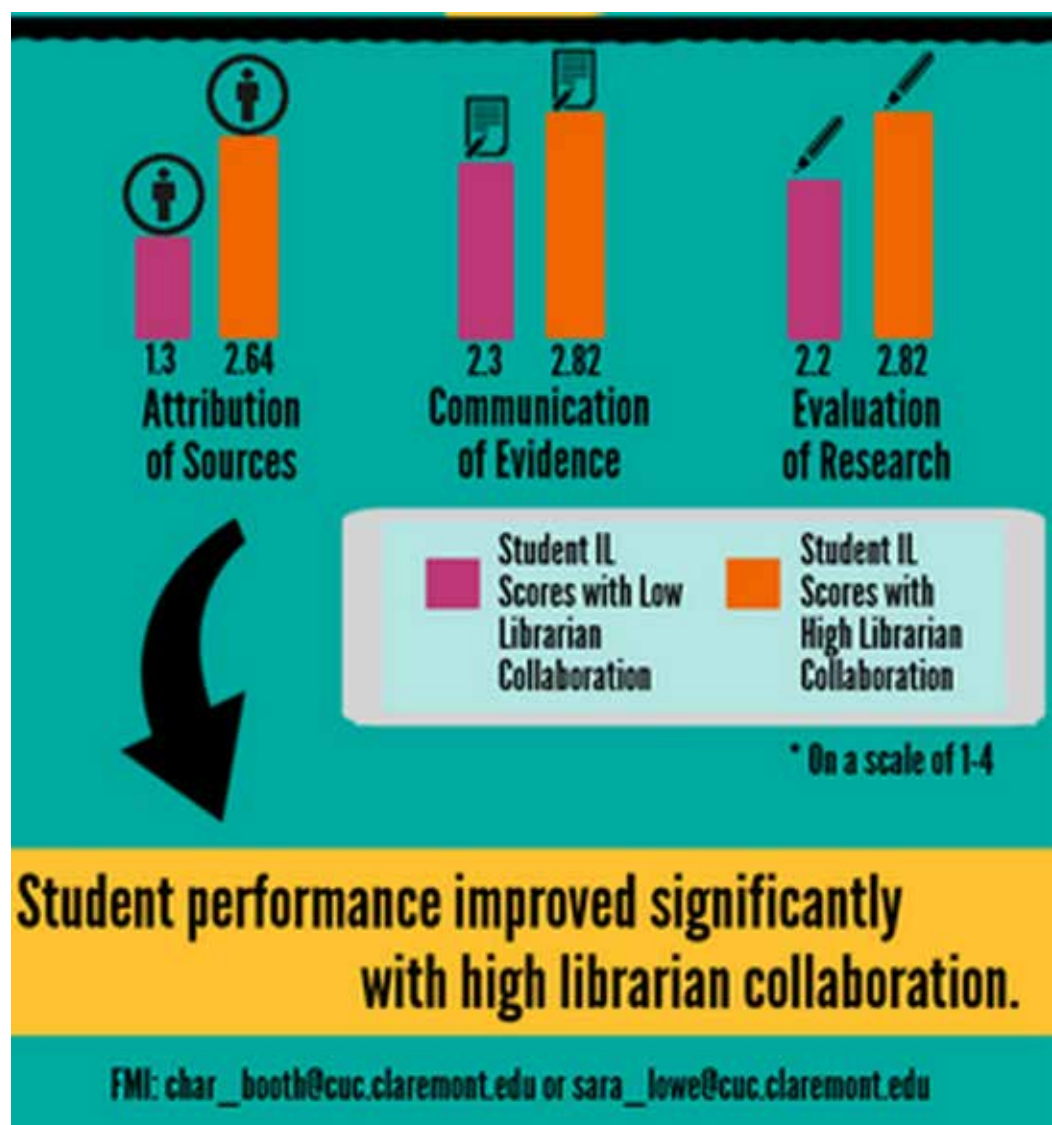 1.3 2.64
Attribution
of Sources
2.3 2.82
Communication
of Evidence
2.2 2.82
Evaluation
of Research
Student IL
Scores with Low
Librarian
Collaboration
Student IL
Scores with
High Librarian
Collaboration
* On a scale of 1-4
Student performance improved significantly
with high librarian collaboration.
FMI: char_booth@cuc.claremont.edu or sara_lowe@cuc.claremont.edu